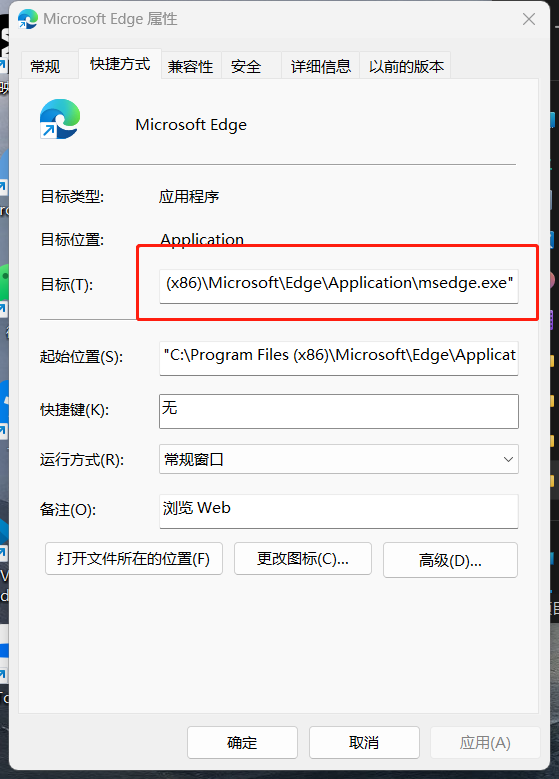 Microsoft Edge 属性
常规 快捷方式 兼容性 安全 详细信息 以前的版本
Microsoft Edge
目标类型: 应用程序
目标位置: Application
目标(T): (x86)\Microsoft\Edge\Application\msedge.exe"
起始位置(S): "C:\Program Files (x86)\Microsoft\Edge\Applicat
快捷键(K): 无
运行方式(R): 常规窗口
备注(O): 浏览 Web
打开文件所在的位置(F) 更改图标(C)... 高级(D)...
确定 取消 应用(A)